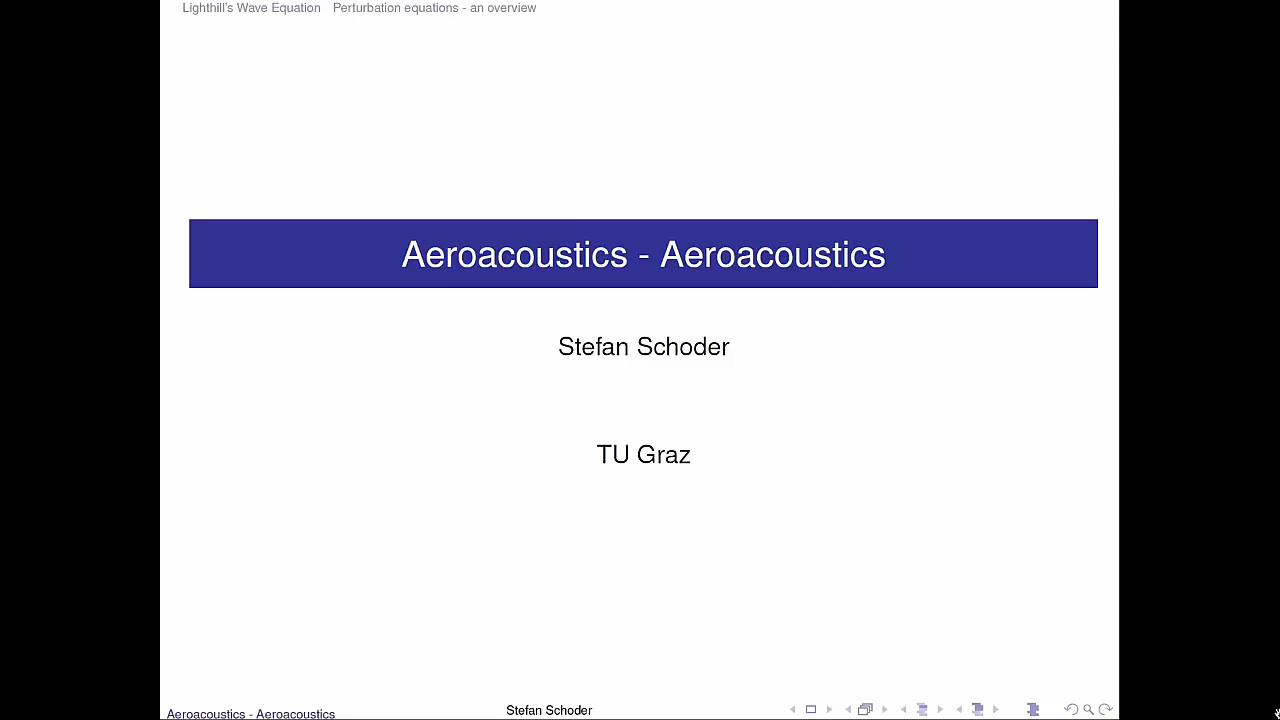 Lighthill's Wave Equation Perturbation equations - an overview
Aeroacoustics - Aeroacoustics
Stefan Schoder
TU Graz
Aeroacoustics - Aeroacoustics Stefan Schoder